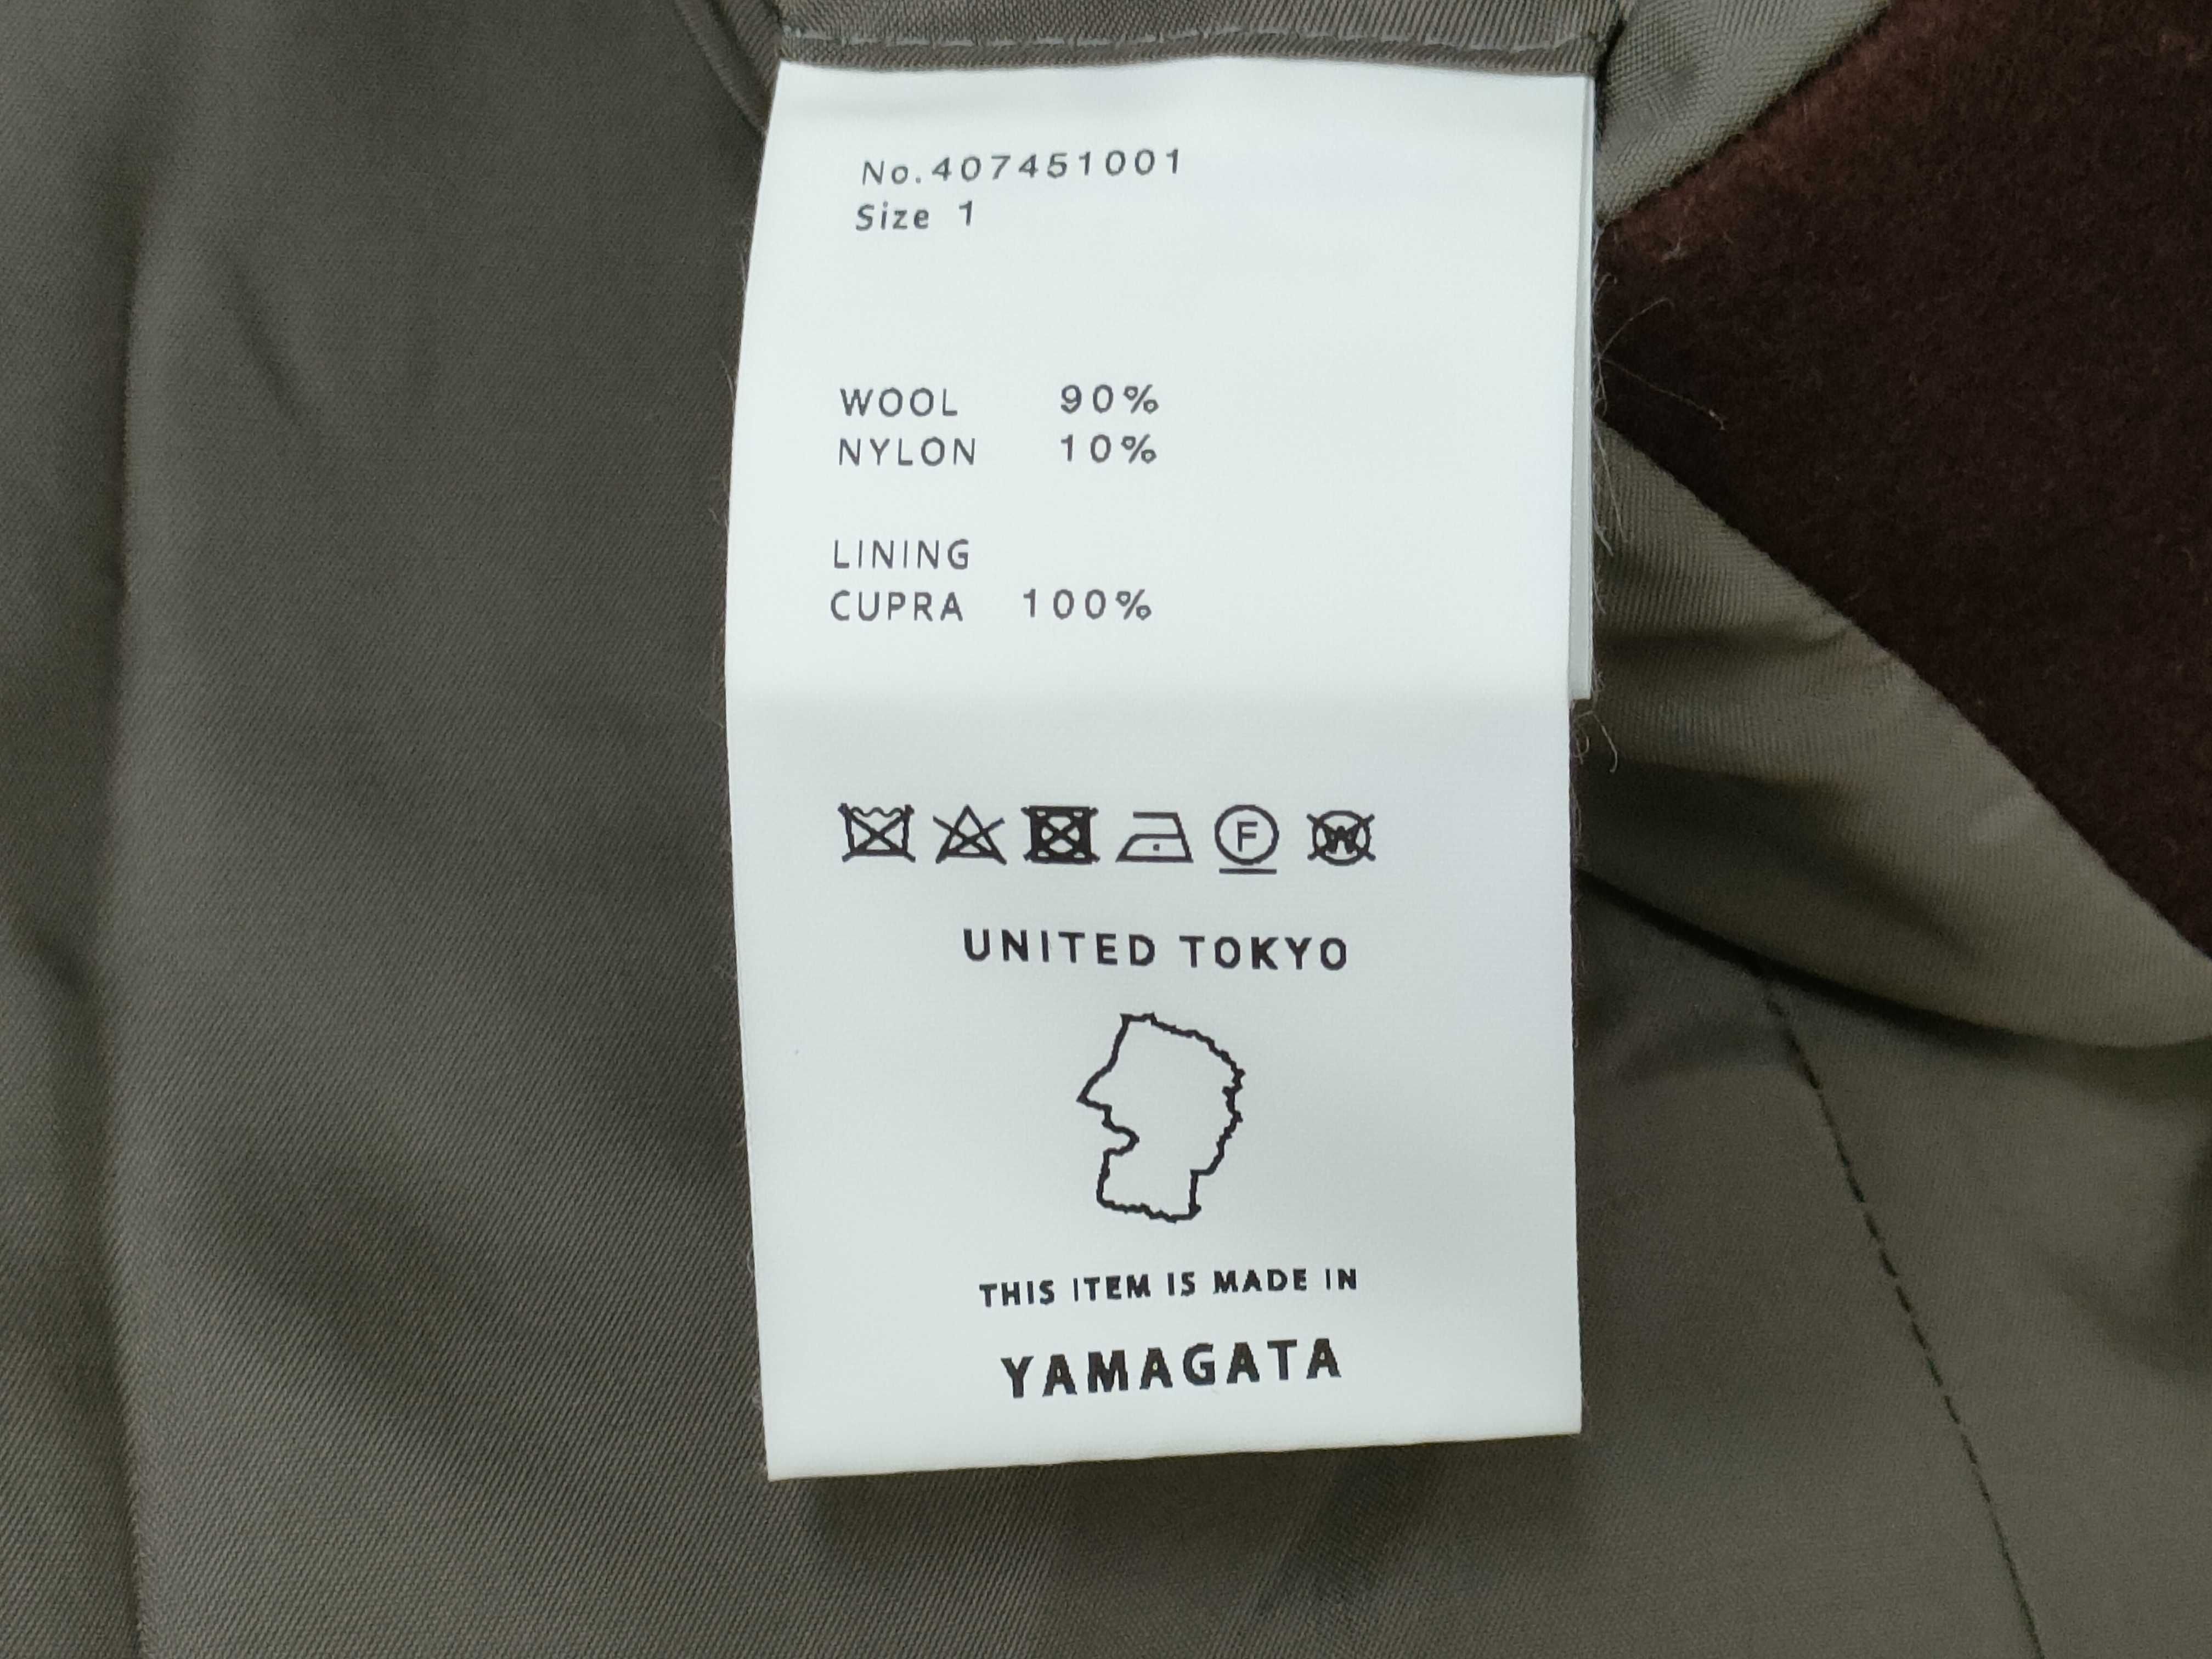 No.407451001
Size 1
WOOL 90%
NYLON 10%
LINING
CUPRA 100%
F W
UNITED TOKYO
THIS ITEM IS MADE IN
YAMAGATA